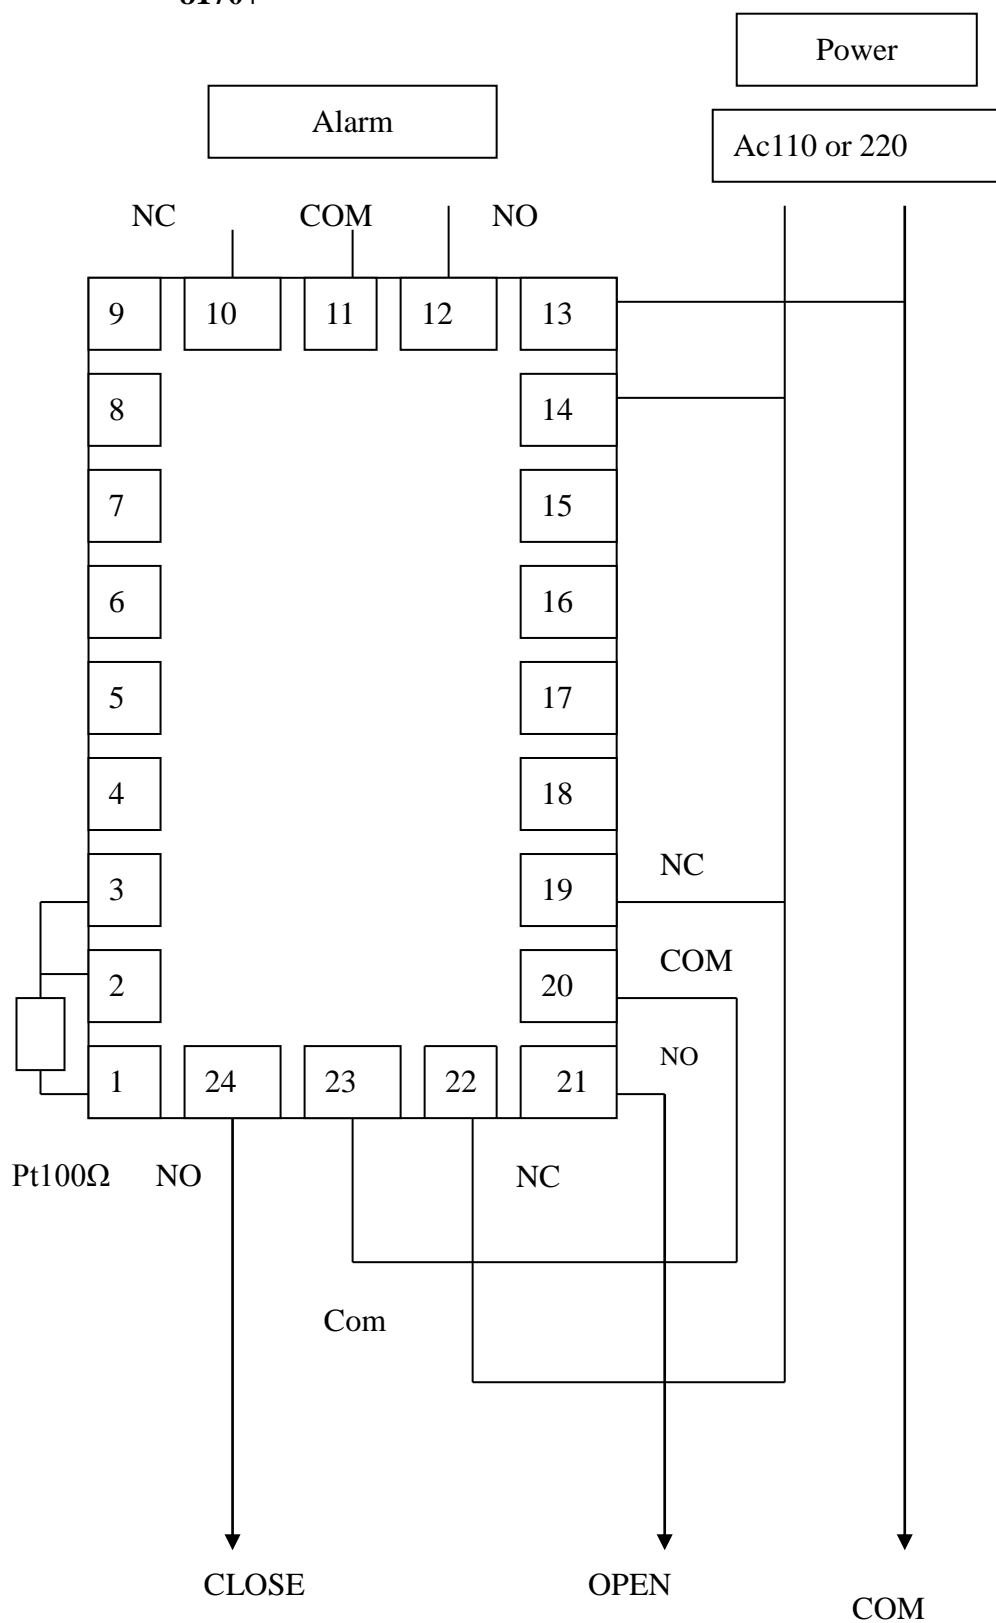 Power
Alarm
Ac110 or 220
NC COM NO
9 10 11 12 13
8 14
7 15
6 16
5 17
4 18
NC
3 19
COM
2 20
NO
1 24 23 22 21
Pt100Ω NO NC
Com
CLOSE OPEN
COM